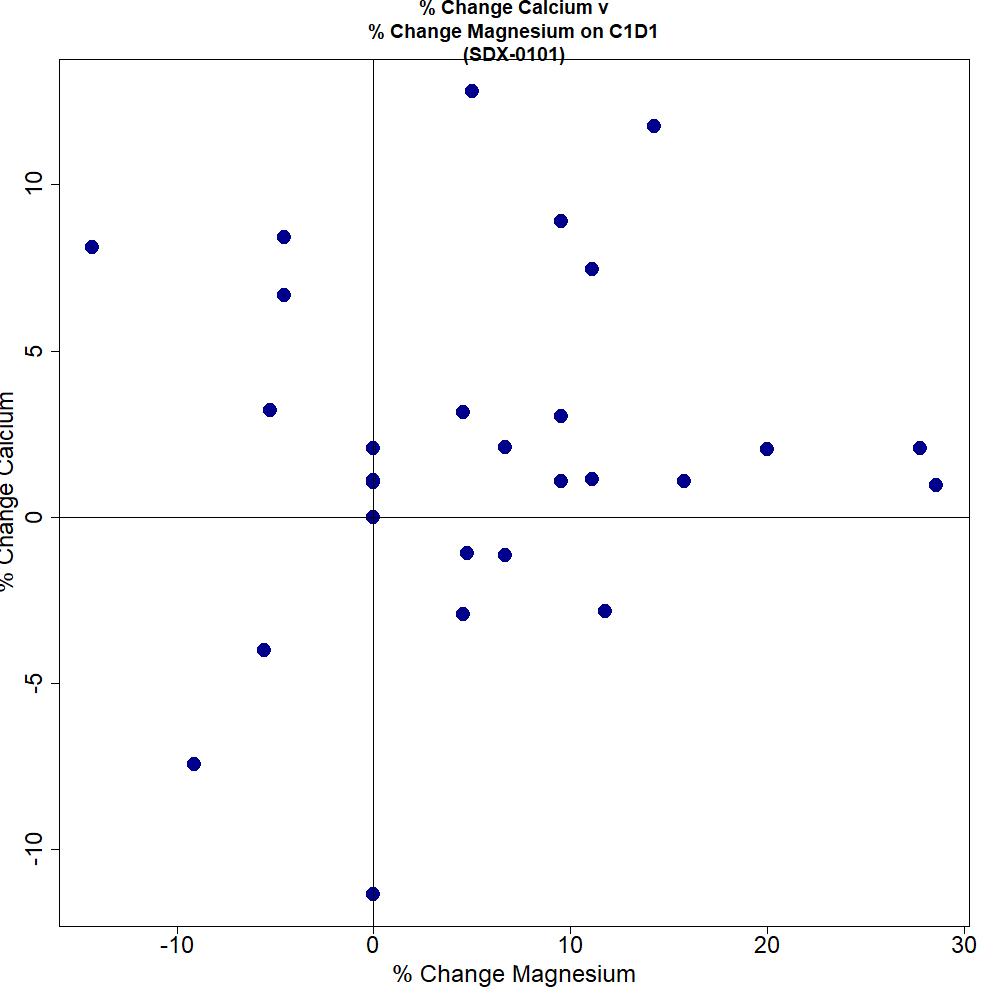 % Change Calcium v
% Change Magnesium on C1D1
(SDX-0101)
% Change Calcium
10
5
0
-5
-10
-10
0
10
20
30
% Change Magnesium